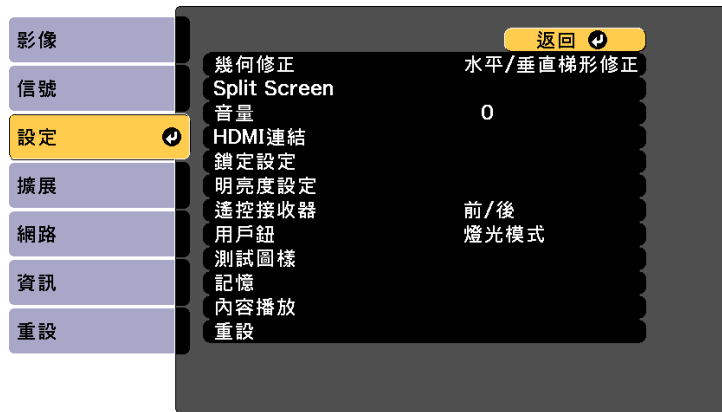 影像
信號
設定
擴展
網路
資訊
重設
返回
幾何修正 水平/垂直梯形修正
Split Screen
音量 0
HDMI連結
鎖定設定
明亮度設定
遙控接收器 前/後
用戶鈕 燈光模式
測試圖樣
記憶
內容播放
重設